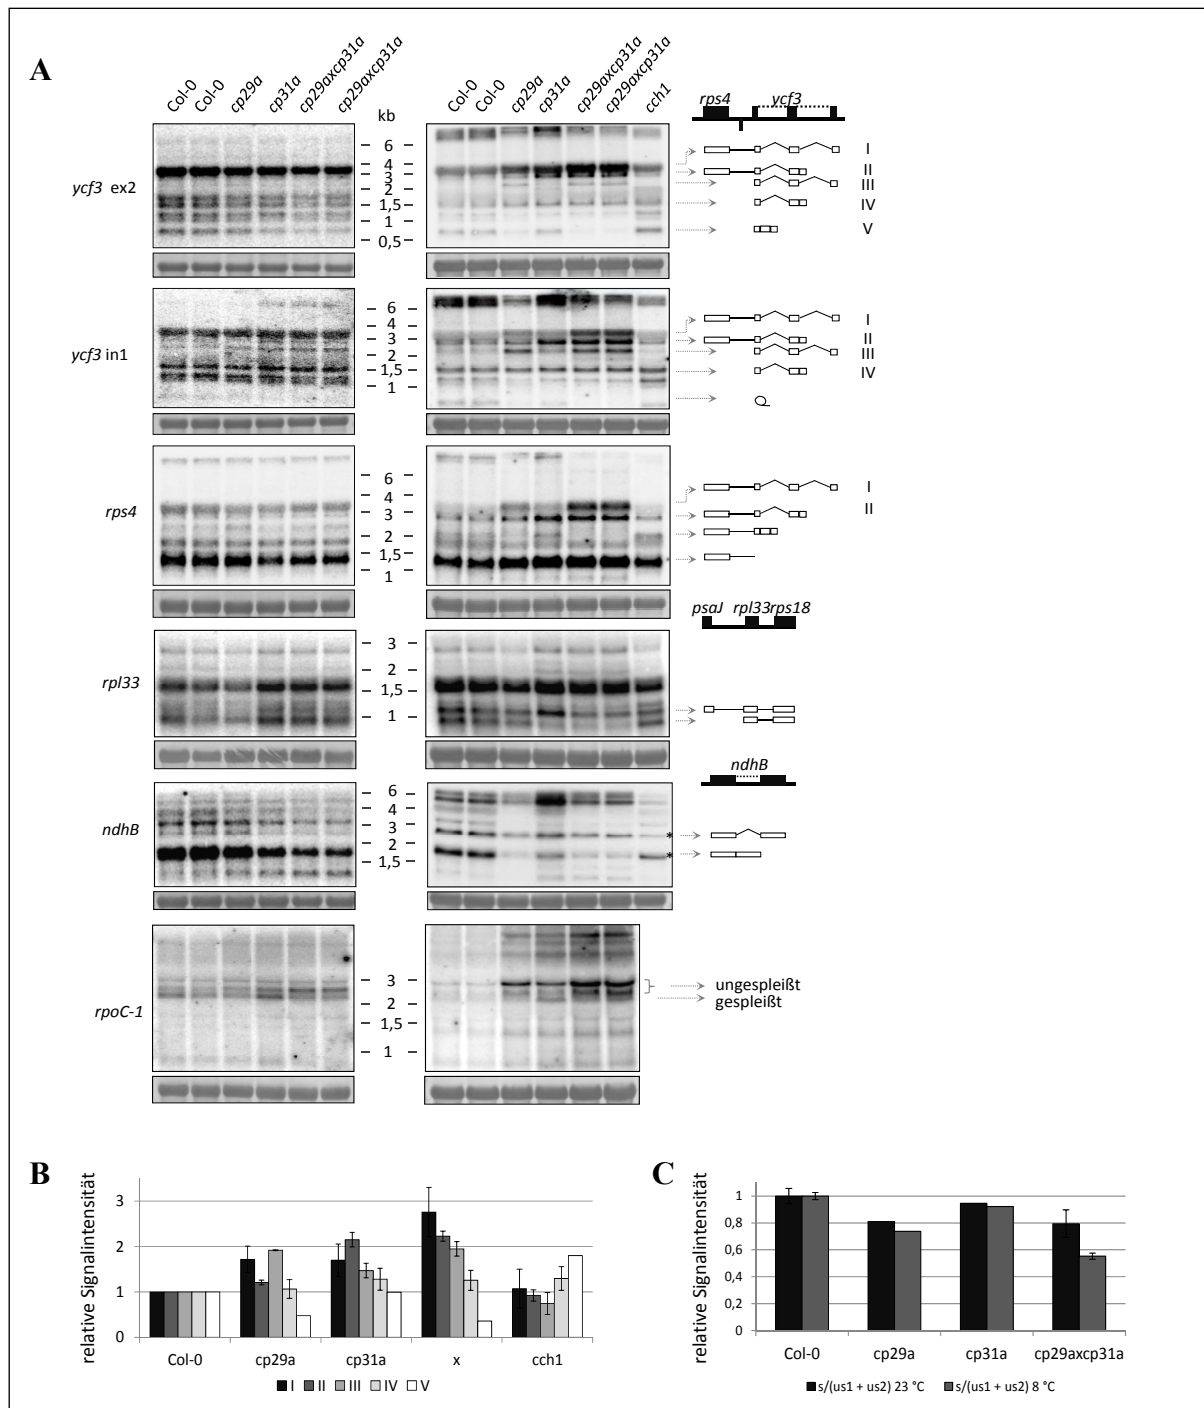 A
Col-0 Col-0 cp29a cp31a cp29axcp31a cp29axcp31a
Col-0 Col-0 cp29a cp31a cp29axcp31a cp29axcp31a cch1
kb
rps4 ycf3
ycf3 ex2
6
4
3
2
1,5
1
0,5
I
II
III
IV
V
ycf3 in1
6
4
3
2
1,5
1
I
II
III
IV
rps4
6
4
3
2
1,5
1
I
II
psaJ rpl33 rps18
rpl33
3
2
1,5
1
ndhB
ndhB
6
4
3
2
1,5
*
*
rpoC-1
3
2
1,5
1
ungespleißt
gespleißt
B
relative Signalintensität
3
2
1
0
Col-0 cp29a cp31a x cch1
I II III IV V
C
relative Signalintensität
1
0,8
0,6
0,4
0,2
0
Col-0 cp29a cp31a cp29axcp31a
s/(us1 + us2) 23 °C s/(us1 + us2) 8 °C